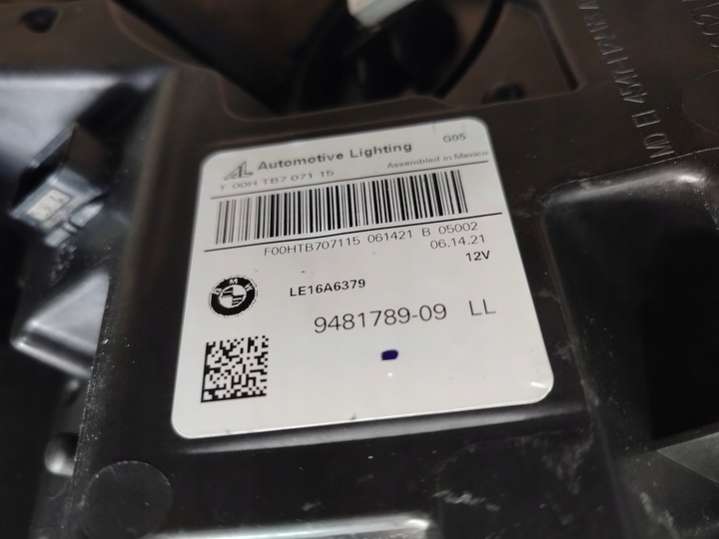 Automotive Lighting
G05
F 00H TB7 071 15
Assembled in Mexico
F00HTB707115 061421 B 05002
06.14.21
12V
BMW
LE16A6379
9481789-09 LL